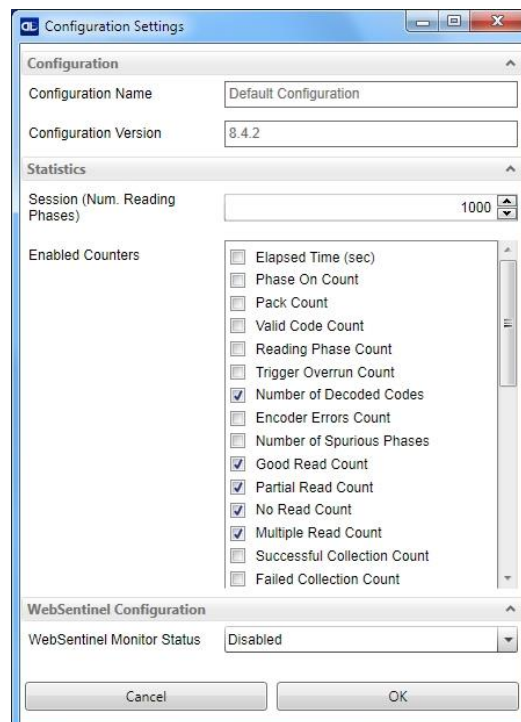 Configuration Settings
Configuration
Configuration Name Default Configuration
Configuration Version 8.4.2
Statistics
Session (Num. Reading Phases) 1000
Enabled Counters
Elapsed Time (sec)
Phase On Count
Pack Count
Valid Code Count
Reading Phase Count
Trigger Overrun Count
Number of Decoded Codes
Encoder Errors Count
Number of Spurious Phases
Good Read Count
Partial Read Count
No Read Count
Multiple Read Count
Successful Collection Count
Failed Collection Count
WebSentinel Configuration
WebSentinel Monitor Status Disabled
Cancel OK